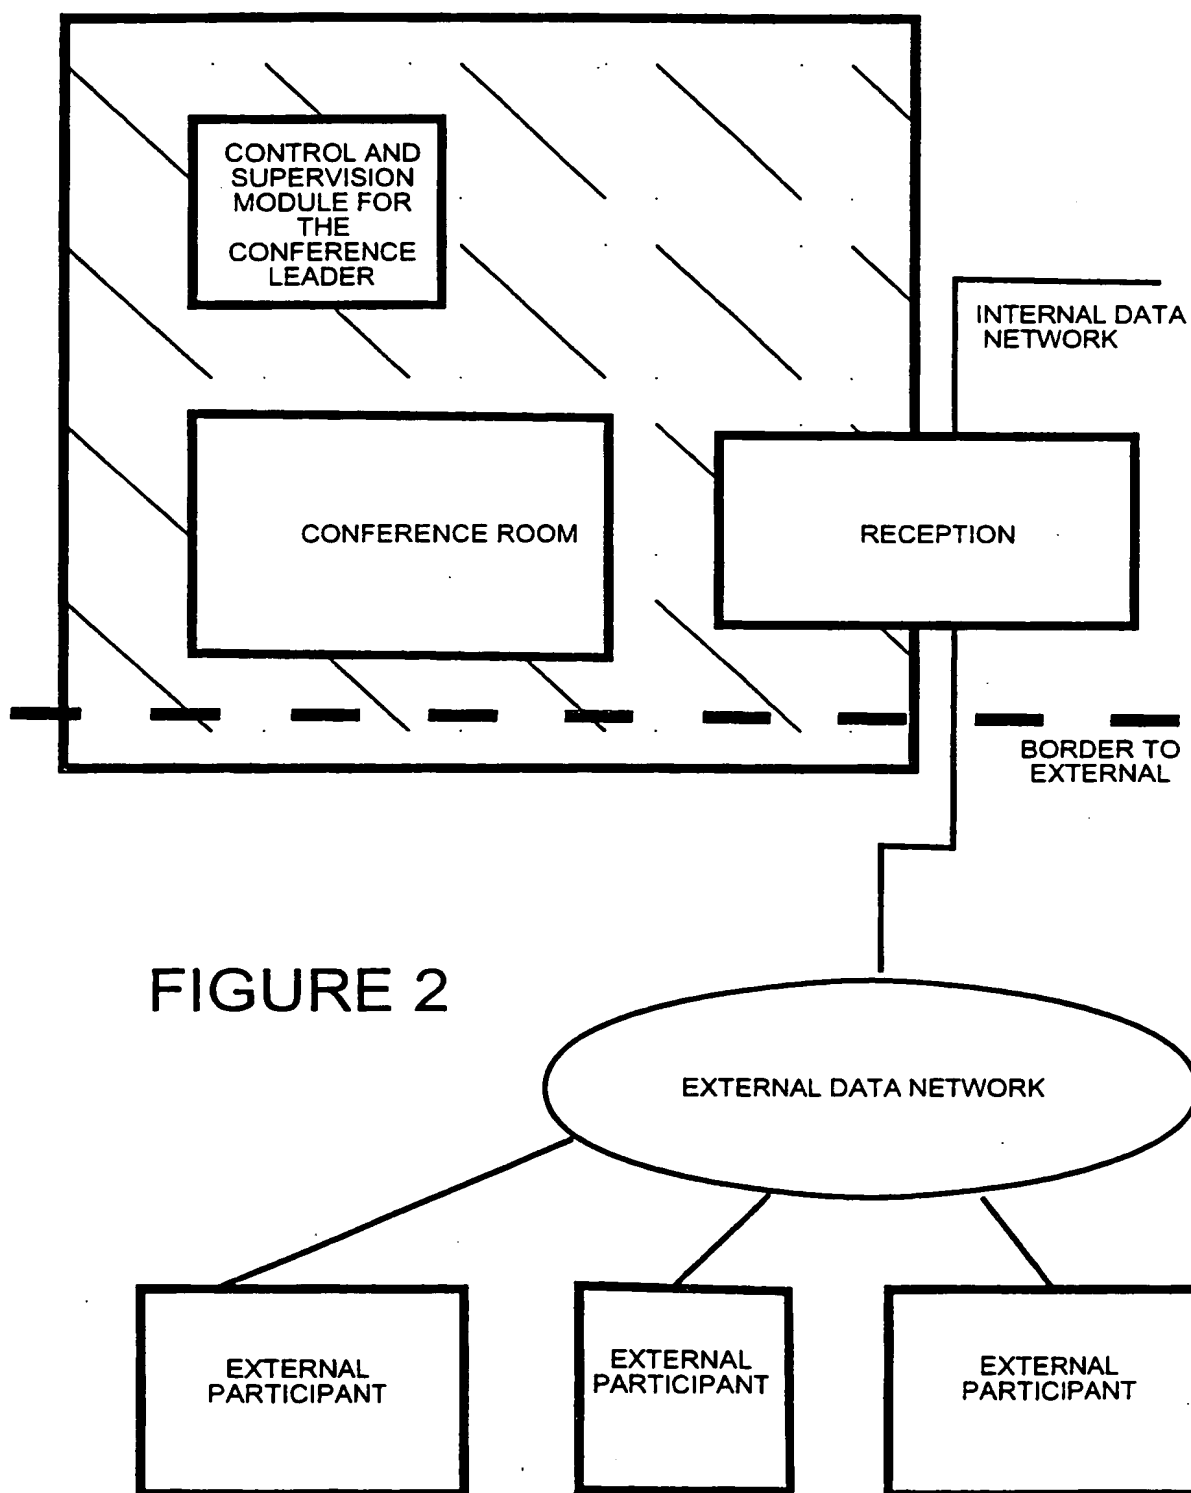 CONTROL AND
SUPERVISION
MODULE FOR
THE
CONFERENCE
LEADER
INTERNAL DATA
NETWORK
CONFERENCE ROOM
RECEPTION
BORDER TO
EXTERNAL
FIGURE 2
EXTERNAL DATA NETWORK
EXTERNAL
PARTICIPANT
EXTERNAL
PARTICIPANT
EXTERNAL
PARTICIPANT